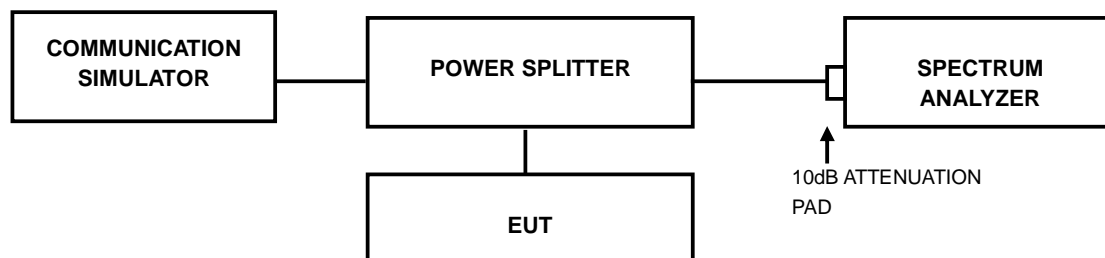 COMMUNICATION
SIMULATOR
POWER SPLITTER
SPECTRUM
ANALYZER
10dB ATTENUATION
PAD
EUT